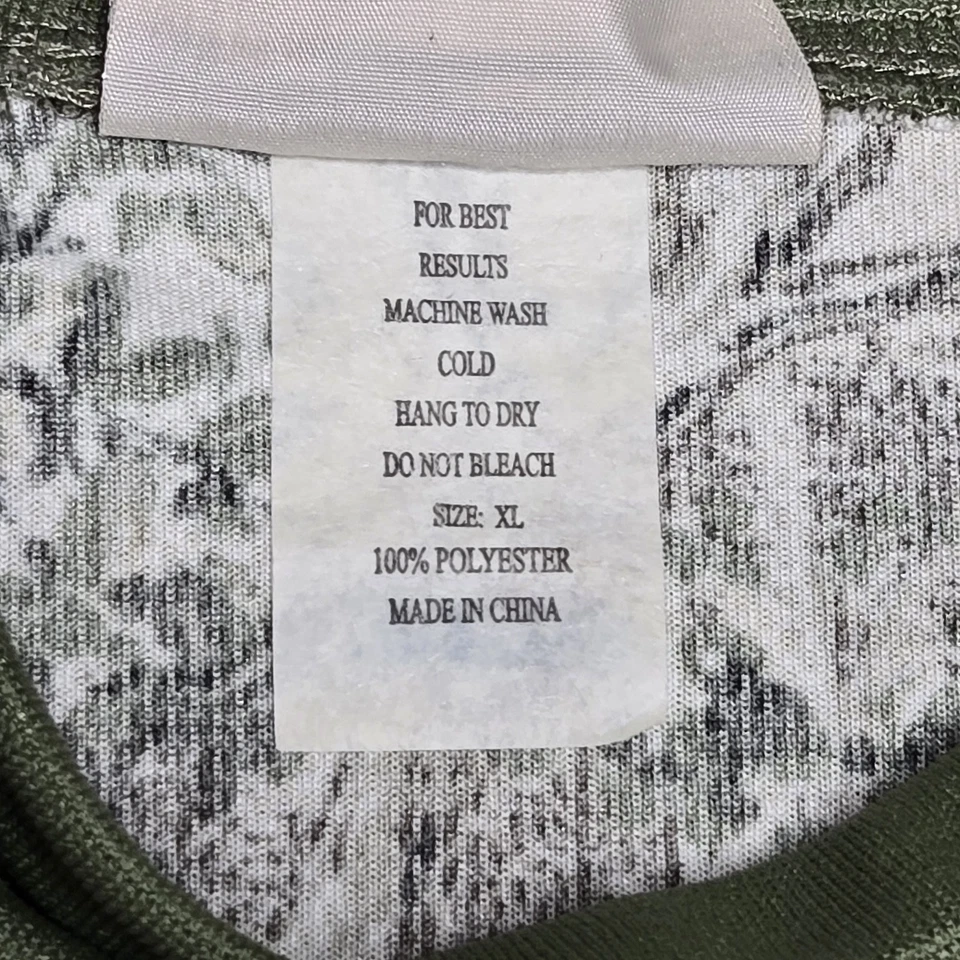 FOR BEST
RESULTS
MACHINE WASH
COLD
HANG TO DRY
DO NOT BLEACH
SIZE: XL
100% POLYESTER
MADE IN CHINA